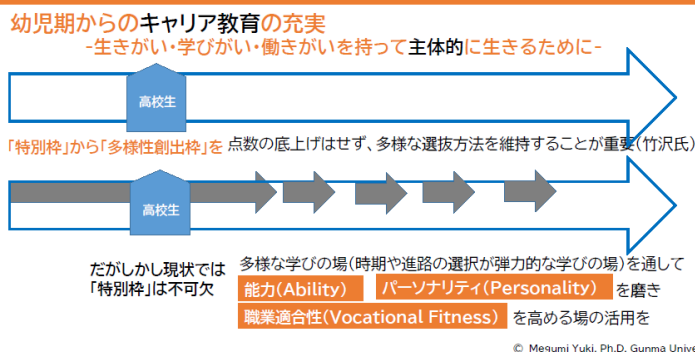 幼児期からのキャリア教育の充実
-生きがい・学びがい・働きがいを持って主体的に生きるために-
高校生
「特別枠」から「多様性創出枠」を 点数の底上げはせず、多様な選抜方法を維持することが重要(竹沢氏)
高校生
だがしかし現状では
「特別枠」は不可欠
多様な学びの場(時期や進路の選択が弾力的な学びの場)を通して
能力(Ability) パーソナリティ(Personality) を磨き
職業適合性(Vocational Fitness) を高める場の活用を
© Megumi Yuki, Ph.D. Gunma Unive